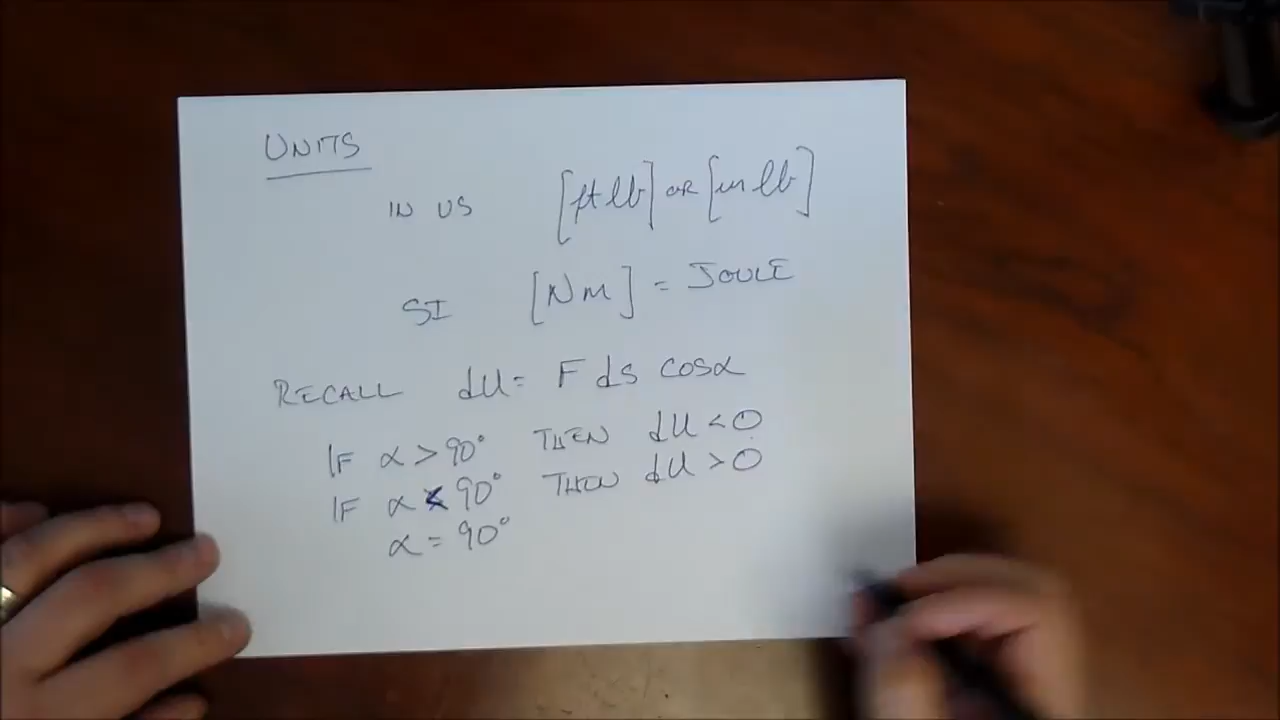 UNITS
IN US [ft lb] OR [in lb]
SI [Nm] = JOULE
RECALL dU = F ds cosα
IF α > 90° THEN dU < 0
IF α < 90° THEN dU > 0
α = 90°